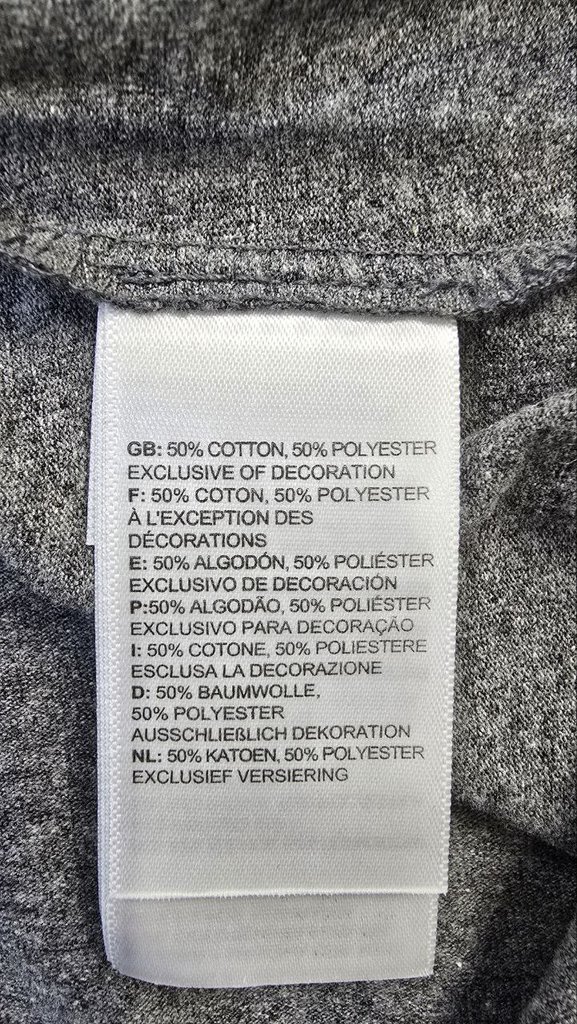 GB: 50% COTTON, 50% POLYESTER
EXCLUSIVE OF DECORATION
F: 50% COTON, 50% POLYESTER
À L'EXCEPTION DES
DÉCORATIONS
E: 50% ALGODÓN, 50% POLIÉSTER
EXCLUSIVO DE DECORACIÓN
P:50% ALGODÃO, 50% POLIÉSTER
EXCLUSIVO PARA DECORAÇAO
I: 50% COTONE, 50% POLIESTERE
ESCLUSA LA DECORAZIONE
D: 50% BAUMWOLLE,
50% POLYESTER
AUSSCHLIEßLICH DEKORATION
NL: 50% KATOEN, 50% POLYESTER
EXCLUSIEF VERSIERING